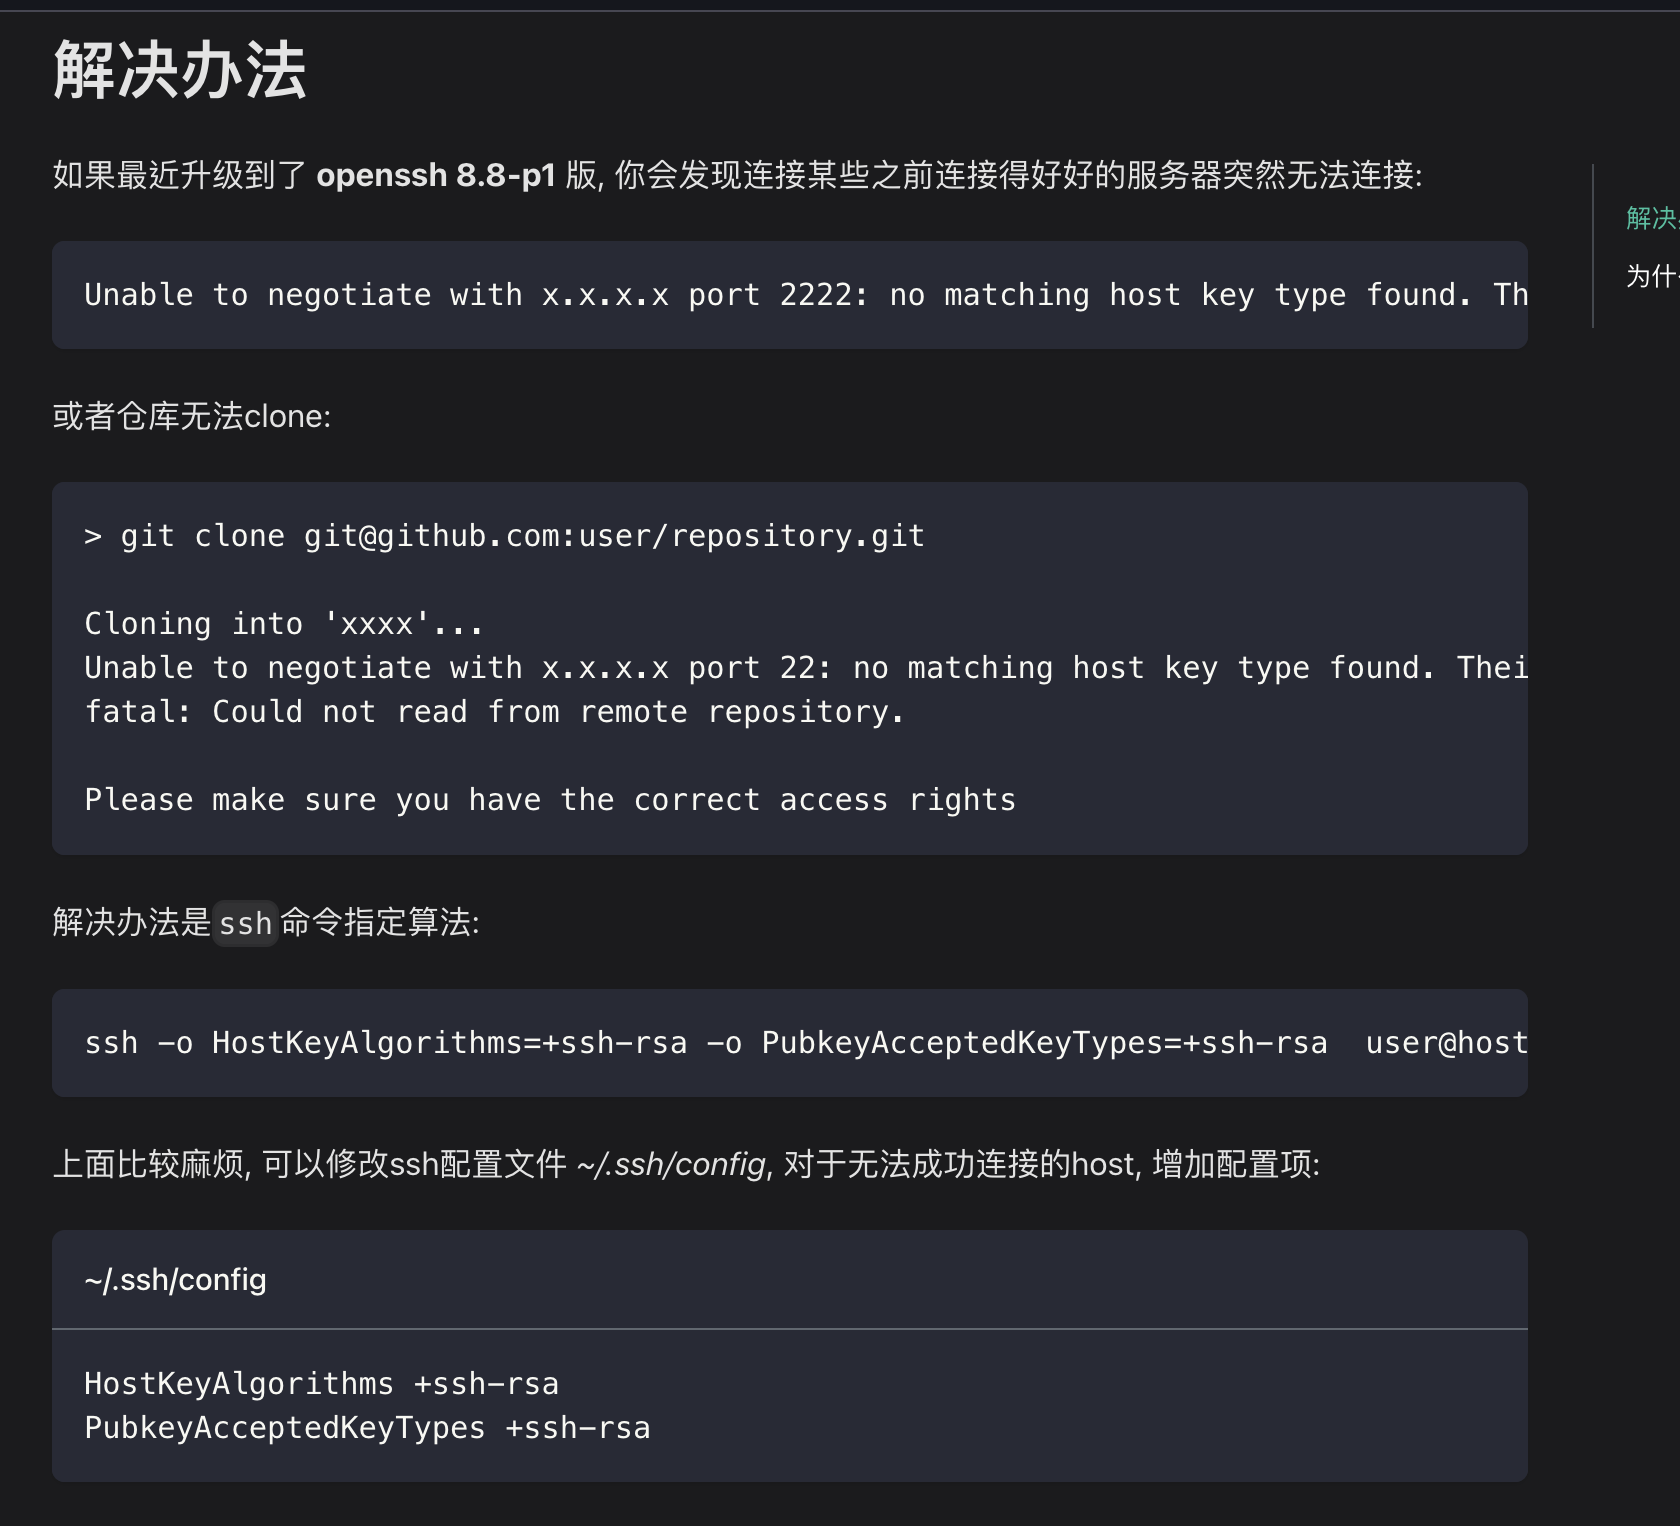 解决办法
如果最近升级到了 openssh 8.8-p1 版, 你会发现连接某些之前连接得好好的服务器突然无法连接:
解决
为什
Unable to negotiate with x.x.x.x port 2222: no matching host key type found. Th
或者仓库无法clone:
> git clone git@github.com:user/repository.git
Cloning into 'xxxx'...
Unable to negotiate with x.x.x.x port 22: no matching host key type found. Thei
fatal: Could not read from remote repository.
Please make sure you have the correct access rights
解决办法是ssh命令指定算法:
ssh -o HostKeyAlgorithms=+ssh-rsa -o PubkeyAcceptedKeyTypes=+ssh-rsa  user@host
上面比较麻烦, 可以修改ssh配置文件 ~/.ssh/config, 对于无法成功连接的host, 增加配置项:
~/.ssh/config
HostKeyAlgorithms +ssh-rsa
PubkeyAcceptedKeyTypes +ssh-rsa